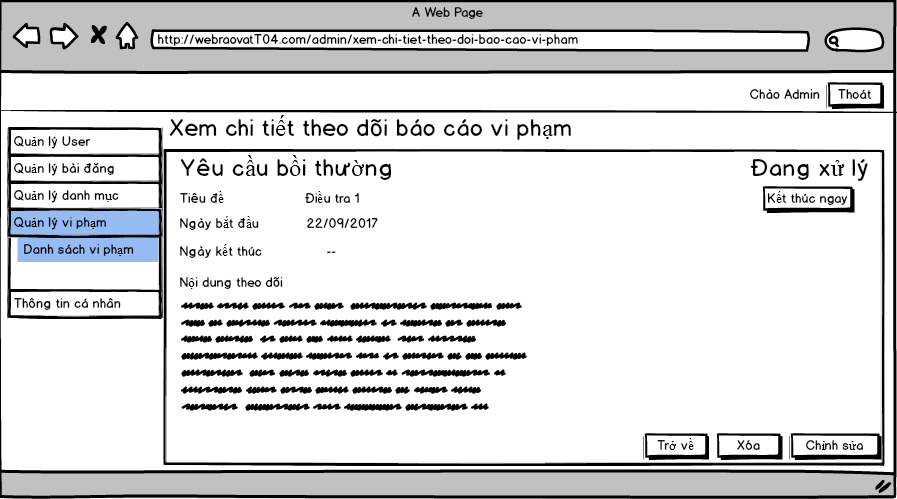 A Web Page
http://webraovatT04.com/admin/xem-chi-tiet-theo-doi-bao-cao-vi-pham
Chào Admin
Thoát
Quản lý User
Quản lý bài đăng
Quản lý danh mục
Quản lý vi phạm
Danh sách vi phạm
Thông tin cá nhân
Xem chi tiết theo dõi báo cáo vi phạm
Yêu cầu bồi thường
Đang xử lý
Kết thúc ngay
Tiêu đề Điều tra 1
Ngày bắt đầu 22/09/2017
Ngày kết thúc --
Nội dung theo dõi
Trở về
Xóa
Chỉnh sửa